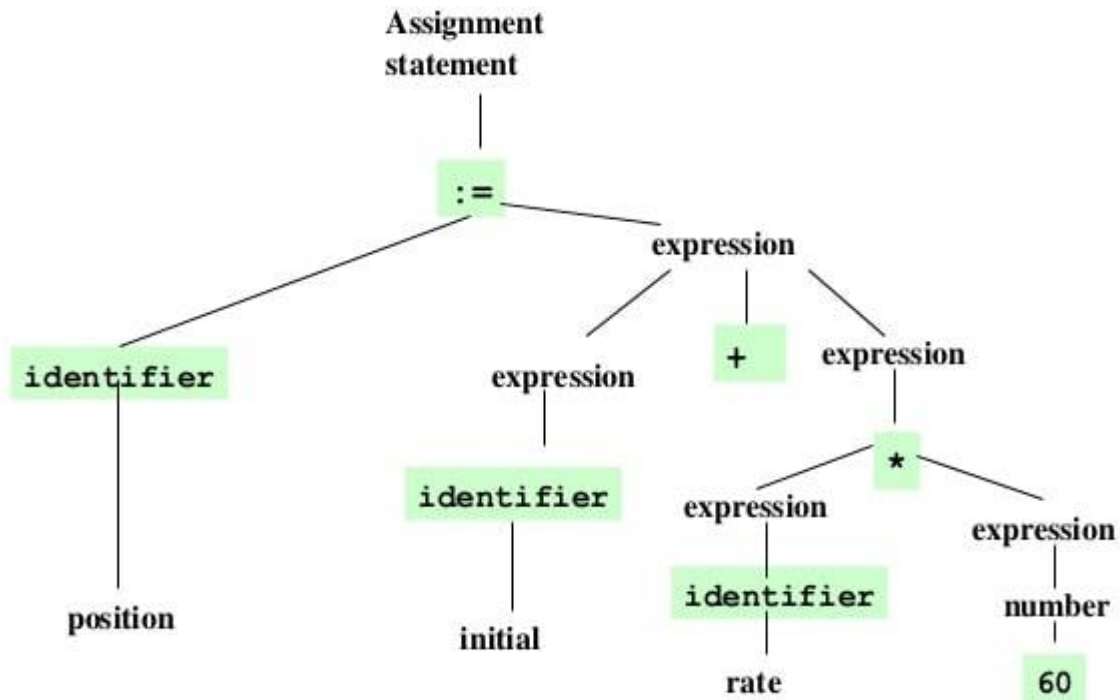 Assignment
statement
:=
expression
identifier
expression
+
expression
identifier
*
expression
expression
identifier
number
position
initial
rate
60